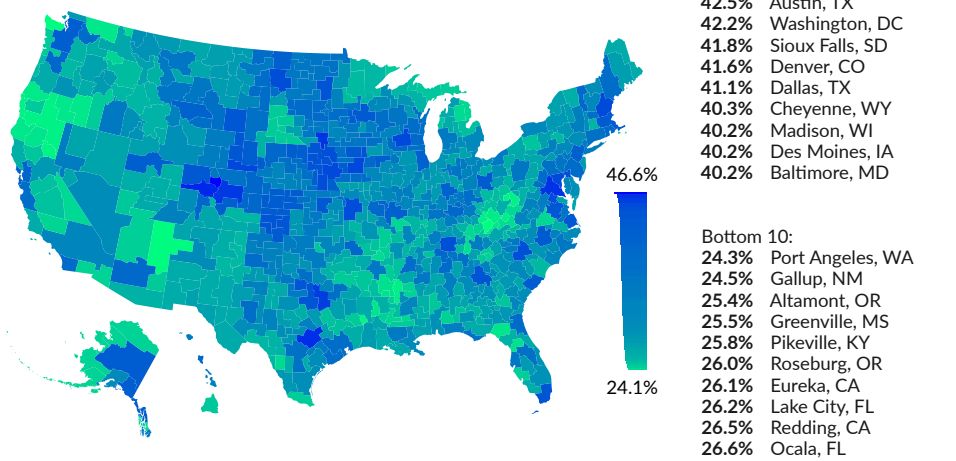 42.5% Austin, TX
42.2% Washington, DC
41.8% Sioux Falls, SD
41.6% Denver, CO
41.1% Dallas, TX
40.3% Cheyenne, WY
40.2% Madison, WI
40.2% Des Moines, IA
40.2% Baltimore, MD
46.6%
24.1%
Bottom 10:
24.3% Port Angeles, WA
24.5% Gallup, NM
25.4% Altamont, OR
25.5% Greenville, MS
25.8% Pikeville, KY
26.0% Roseburg, OR
26.1% Eureka, CA
26.2% Lake City, FL
26.5% Redding, CA
26.6% Ocala, FL